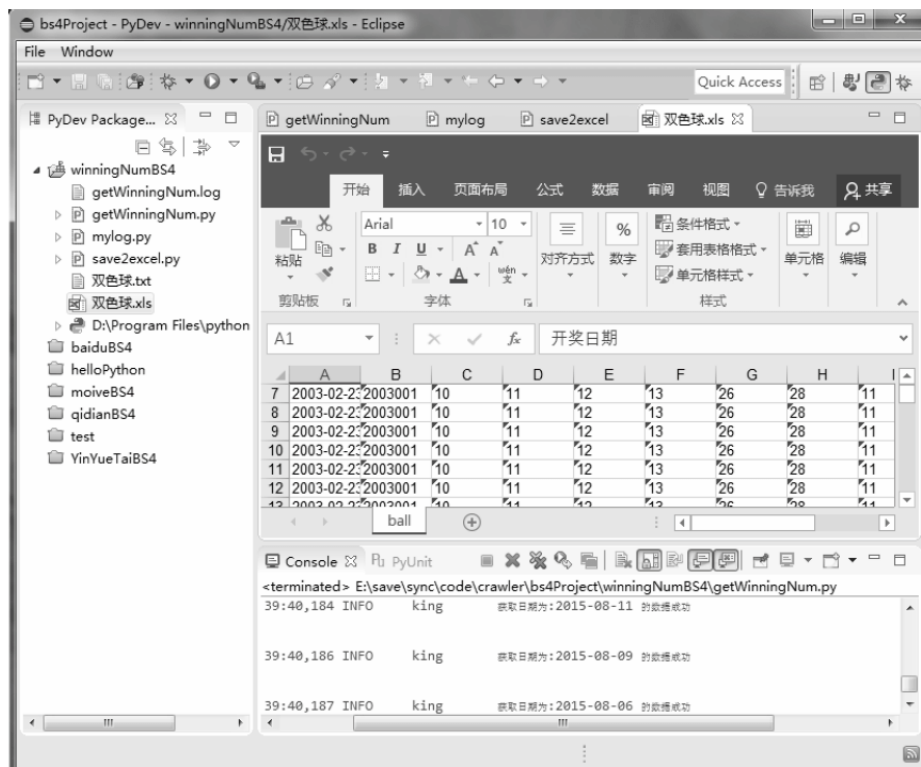 bs4Project - PyDev - winningNumBS4/双色球.xls - Eclipse
File Window
Quick Access
PyDev Package...
winningNumBS4
getWinningNum.log
getWinningNum.py
mylog.py
save2excel.py
双色球.txt
双色球.xls
D:\Program Files\python
baiduBS4
helloPython
moiveBS4
qidianBS4
test
YinYueTaiBS4
getWinningNum mylog save2excel 双色球.xls
开始 插入 页面布局 公式 数据 审阅 视图 告诉我 共享
粘贴
剪贴板
Arial 10
B I U A A
A wén 文
字体
对齐方式
%
数字
条件格式
套用表格格式
单元格样式
样式
单元格
编辑
A1 fx 开奖日期
A B C D E F G H I
7 2003-02-23 2003001 10 11 12 13 26 28 11
8 2003-02-23 2003001 10 11 12 13 26 28 11
9 2003-02-23 2003001 10 11 12 13 26 28 11
10 2003-02-23 2003001 10 11 12 13 26 28 11
11 2003-02-23 2003001 10 11 12 13 26 28 11
12 2003-02-23 2003001 10 11 12 13 26 28 11
ball
Console PyUnit
<terminated> E:\save\sync\code\crawler\bs4Project\winningNumBS4\getWinningNum.py
39:40,184 INFO king 获取日期为:2015-08-11 的数据成功
39:40,186 INFO king 获取日期为:2015-08-09 的数据成功
39:40,187 INFO king 获取日期为:2015-08-06 的数据成功